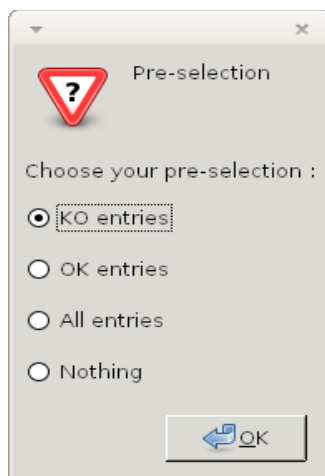 ?
Pre-selection
Choose your pre-selection :
KO entries
OK entries
All entries
Nothing
OK